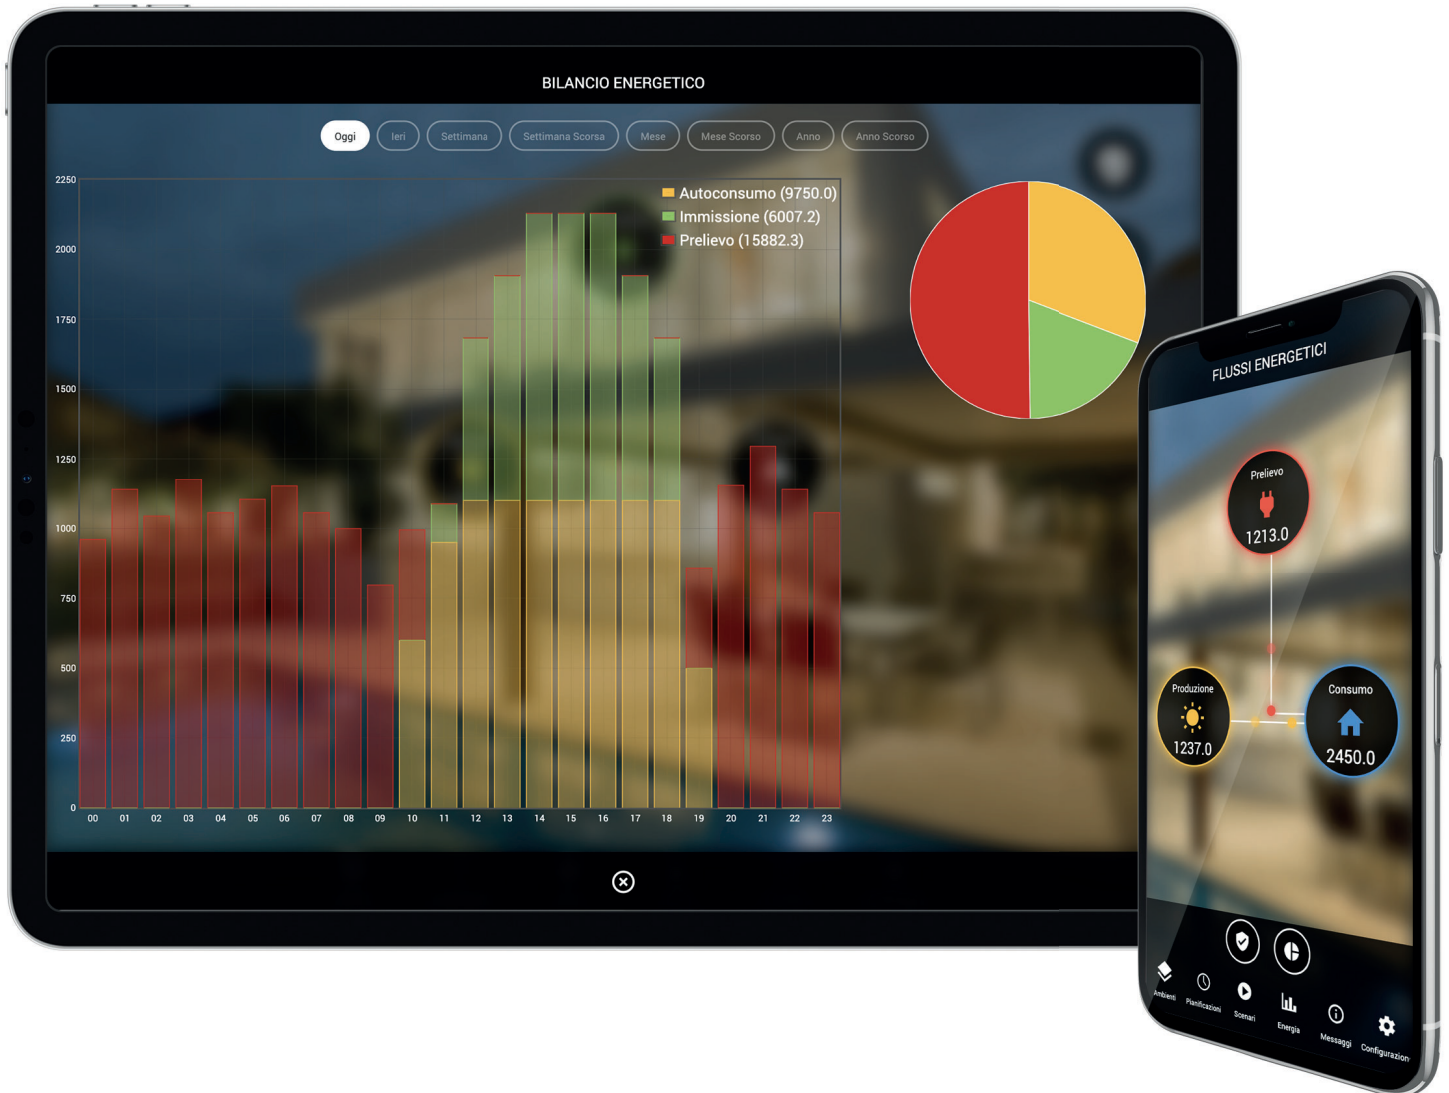 BILANCIO ENERGETICO
Oggi Ieri Settimana Settimana Scorsa Mese Mese Scorso Anno Anno Scorso
2250
2000
1750
1500
1250
1000
750
500
250
0
Autoconsumo (9750.0)
Immissione (6007.2)
Prelievo (15882.3)
00 01 02 03 04 05 06 07 08 09 10 11 12 13 14 15 16 17 18 19 20 21 22 23
FLUSSI ENERGETICI
Prelievo
1213.0
Produzione
1237.0
Consumo
2450.0
Ambienti Pianificazioni Scenari Energia Messaggi Configurazion